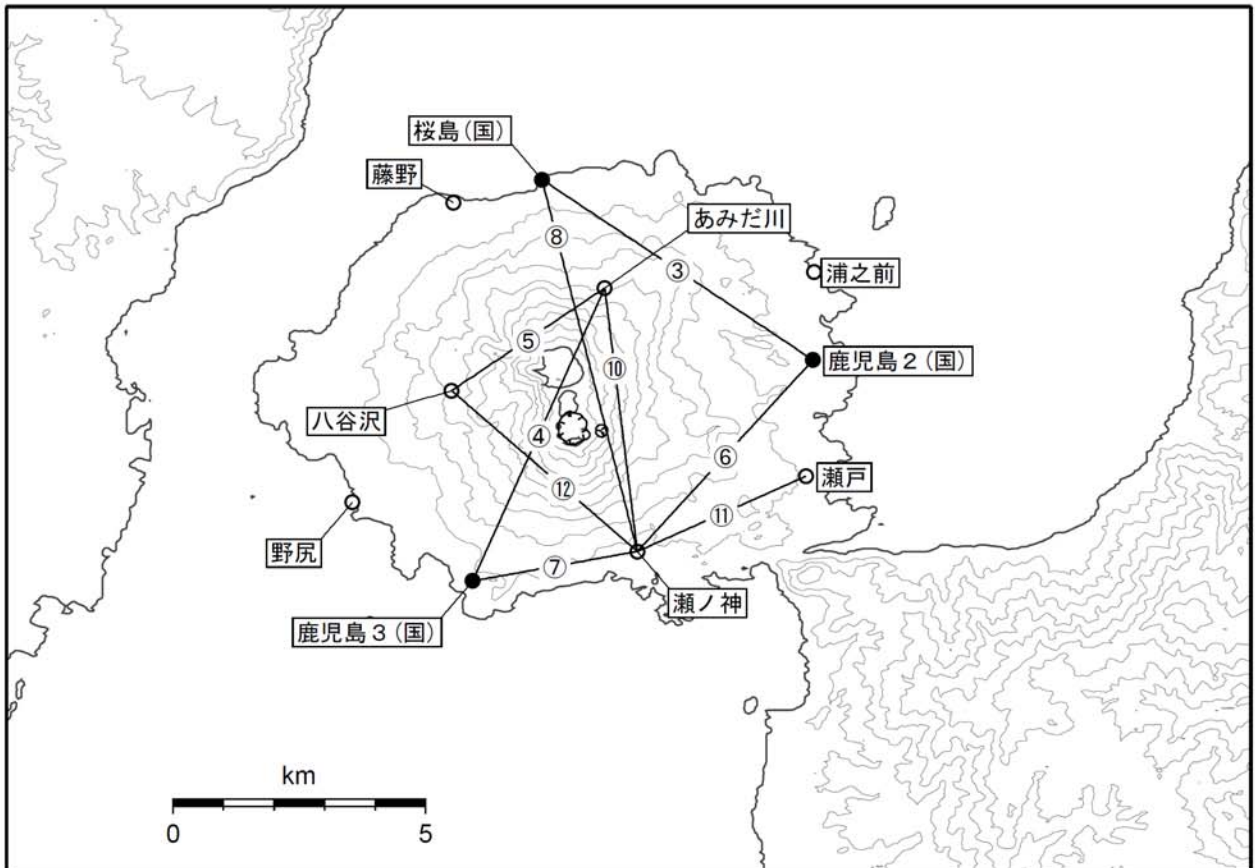 桜島(国)
藤野
あみだ川
⑧
③
浦之前
⑤
⑩
鹿児島2(国)
八谷沢
④
⑥
瀬戸
⑫
⑪
野尻
⑦
瀬ノ神
鹿児島3(国)
km
0 5